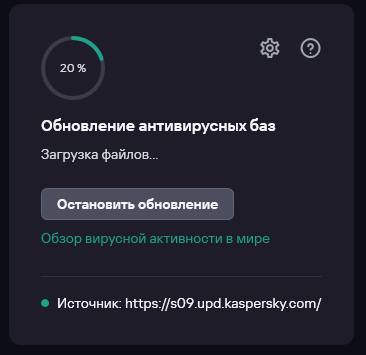 20 %
Обновление антивирусных баз
Загрузка файлов...
Остановить обновление
Обзор вирусной активности в мире
Источник: https://s09.upd.kaspersky.com/